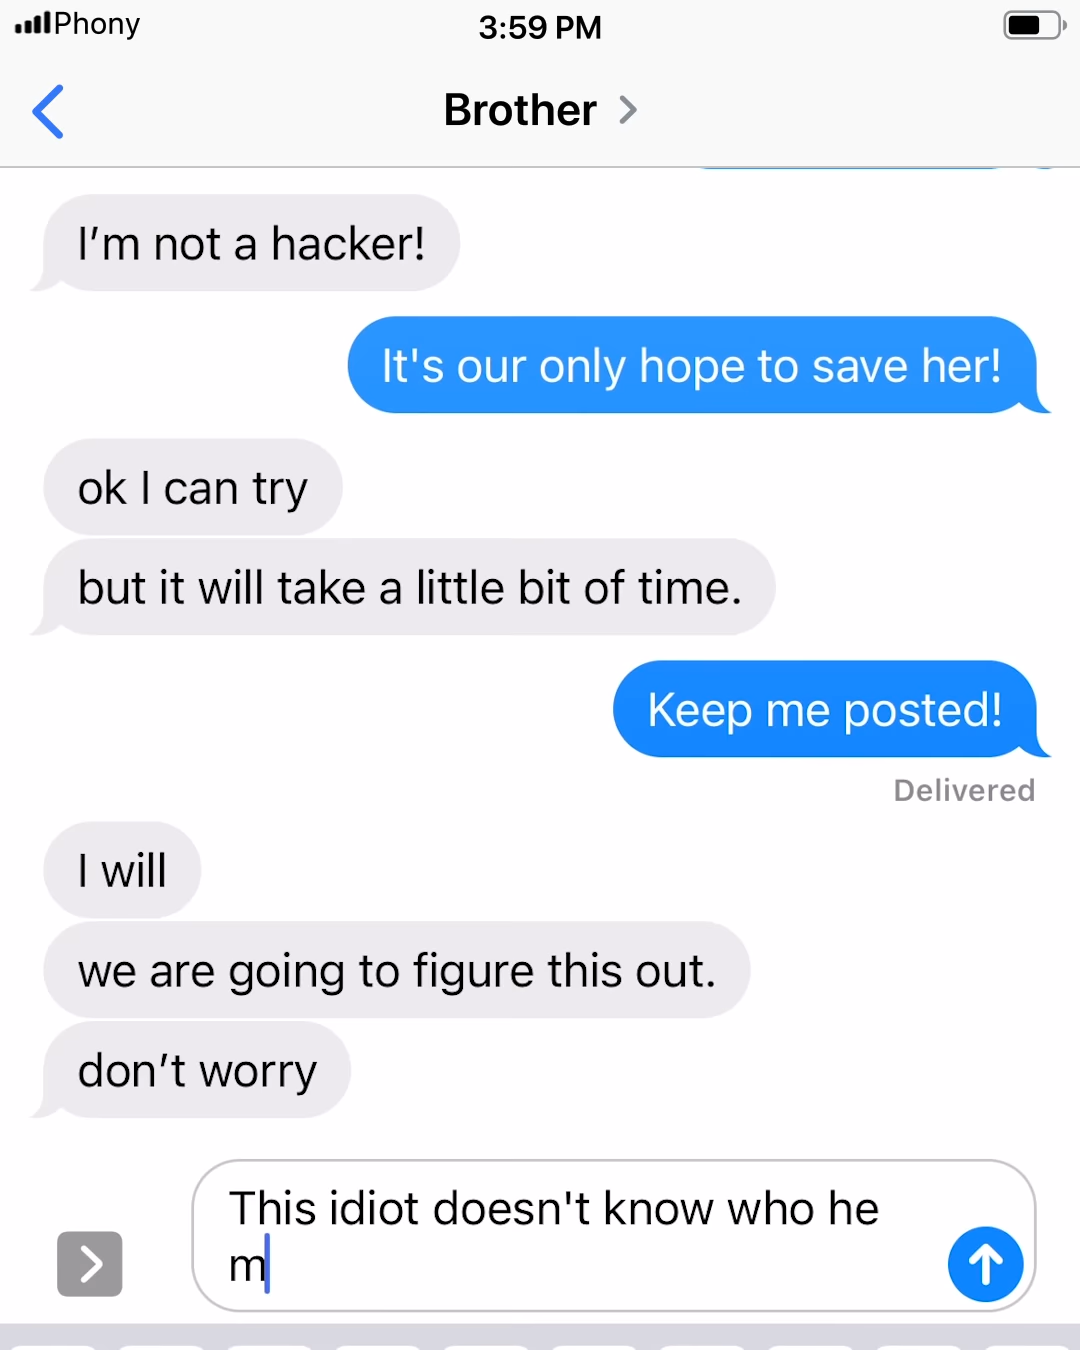 Phony
3:59 PM
Brother
I’m not a hacker!
It's our only hope to save her!
ok I can try
but it will take a little bit of time.
Keep me posted!
Delivered
I will
we are going to figure this out.
don’t worry
This idiot doesn't know who he
m